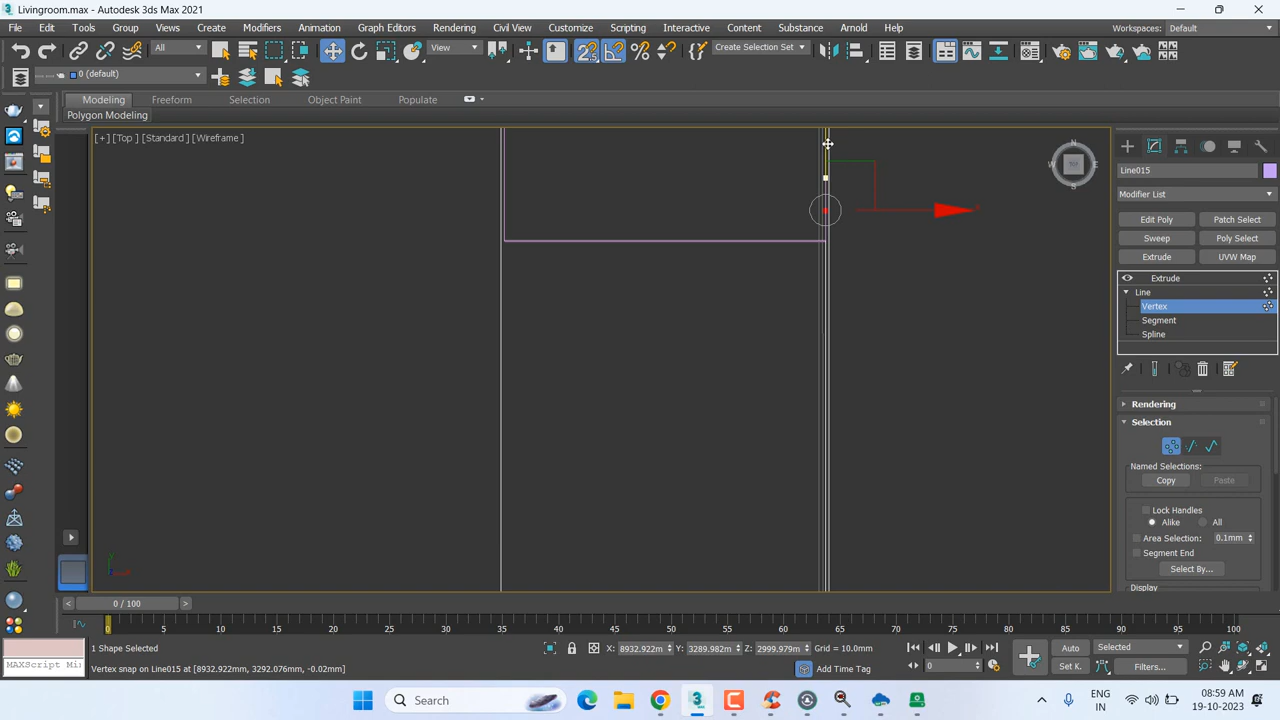 Livingroom.max - Autodesk 3ds Max 2021
File Edit Tools Group Views Create Modifiers Animation Graph Editors Rendering Civil View Customize Scripting Interactive Content Substance Arnold Help
Workspaces: Default
All
View
Create Selection Set
0 (default)
Modeling Freeform Selection Object Paint Populate
Polygon Modeling
[+] [Top ] [Standard ] [Wireframe ]
N
W
E
S
x
y
Line015
Modifier List
Edit Poly Patch Select
Sweep Poly Select
Extrude UVW Map
Extrude
Line
Vertex
Segment
Spline
Rendering
Selection
Named Selections:
Copy Paste
Lock Handles
Alike All
Area Selection: 0.1mm
Segment End
Select By...
Display
< 0 / 100 >
0 5 10 15 20 25 30 35 40 45 50 55 60 65 70 75 80 85 90 95 100
1 Shape Selected
X: 8932.922m Y: 3289.982m Z: 2999.979m Grid = 10.0mm
Auto Selected
MAXScript Mi
Vertex snap on Line015 at [8932.922mm, 3292.076mm, -0.02mm]
Add Time Tag
0
Set K. Filters...
Search
ENG
IN
08:59 AM
19-10-2023